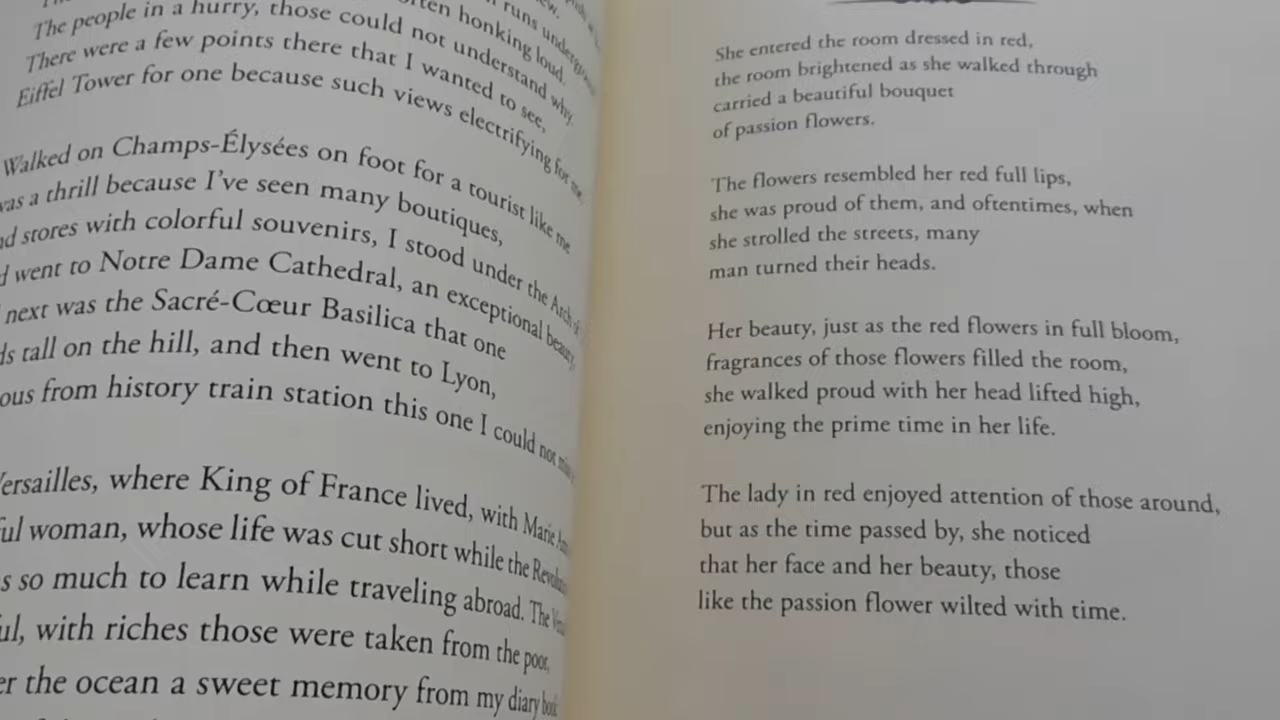 The people in a hurry, those could not understand why.
There were a few points there that I wanted to see,
Eiffel Tower for one because such views electrifying for me.
Walked on Champs-Élysées on foot for a tourist like me
was a thrill because I've seen many boutiques,
stores with colorful souvenirs, I stood under the Arch of
went to Notre Dame Cathedral, an exceptional beauty,
next was the Sacré-Cœur Basilica that one
tall on the hill, and then went to Lyon,
from history train station this one I could not miss
Versailles, where King of France lived, with Marie
woman, whose life was cut short while the
so much to learn while traveling abroad. The
with riches those were taken from the poor,
the ocean a sweet memory from my diary book
She entered the room dressed in red,
the room brightened as she walked through
carried a beautiful bouquet
of passion flowers.
The flowers resembled her red full lips,
she was proud of them, and oftentimes, when
she strolled the streets, many
man turned their heads.
Her beauty, just as the red flowers in full bloom,
fragrances of those flowers filled the room,
she walked proud with her head lifted high,
enjoying the prime time in her life.
The lady in red enjoyed attention of those around,
but as the time passed by, she noticed
that her face and her beauty, those
like the passion flower wilted with time.